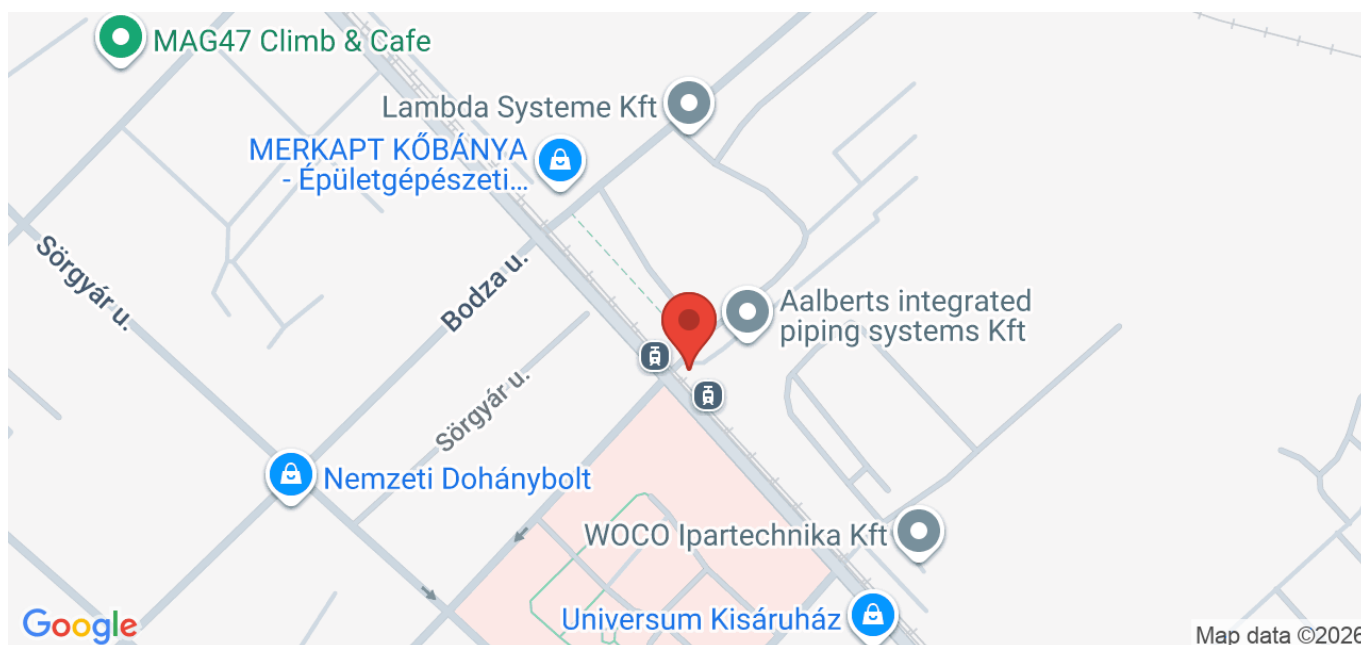 MAG47 Climb & Cafe
Lambda Systeme Kft
MERKAPT KŐBÁNYA
- Épületgépészeti...
Sörgyár u.
Bodza u.
Aalberts integrated
piping systems Kft
Sörgyár u.
Nemzeti Dohánybolt
WOCO Ipartechnika Kft
Universum Kisáruház
Google
Map data ©2026